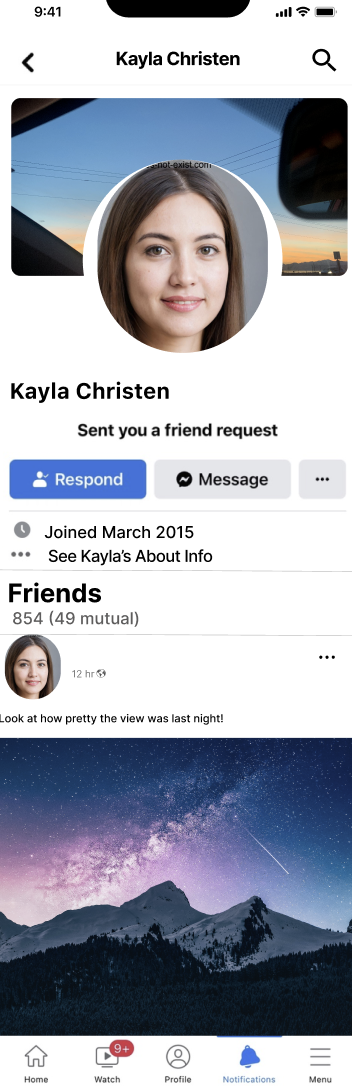 9:41
Kayla Christen
not-exist.com
Kayla Christen
Sent you a friend request
Respond
Message
Joined March 2015
See Kayla's About Info
Friends
854 (49 mutual)
12 hr
Look at how pretty the view was last night!
9+
Home
Watch
Profile
Notifications
Menu